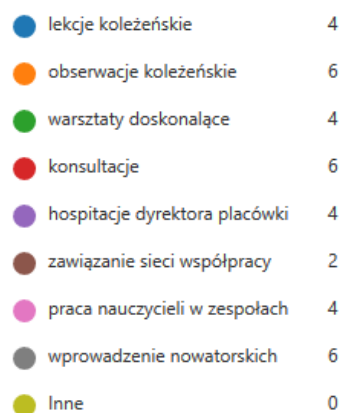 lekcje koleżeńskie 4
obserwacje koleżeńskie 6
warsztaty doskonalące 4
konsultacje 6
hospitacje dyrektora placówki 4
zawiązanie sieci współpracy 2
praca nauczycieli w zespołach 4
wprowadzenie nowatorskich 6
Inne 0